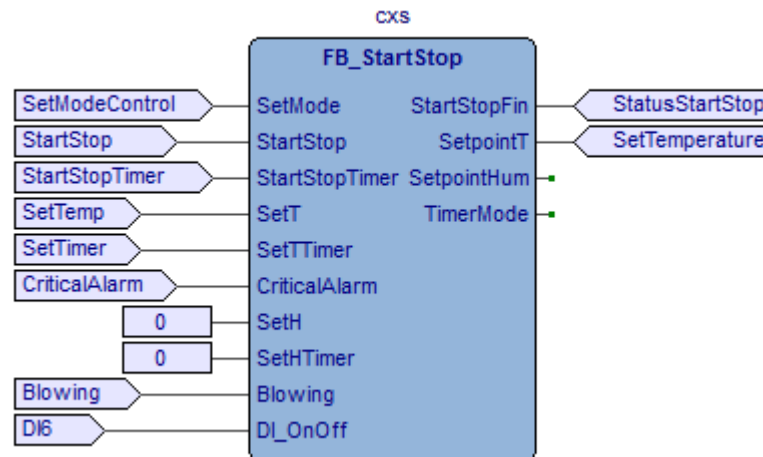 cxs
FB_StartStop
SetModeControl SetMode StartStopFin StatusStartStop
StartStop StartStop SetpointT SetTemperature
StartStopTimer StartStopTimer SetpointHum
SetTemp SetT TimerMode
SetTimer SetTTimer
CriticalAlarm CriticalAlarm
0 SetH
0 SetHTimer
Blowing Blowing
DI6 DI_OnOff